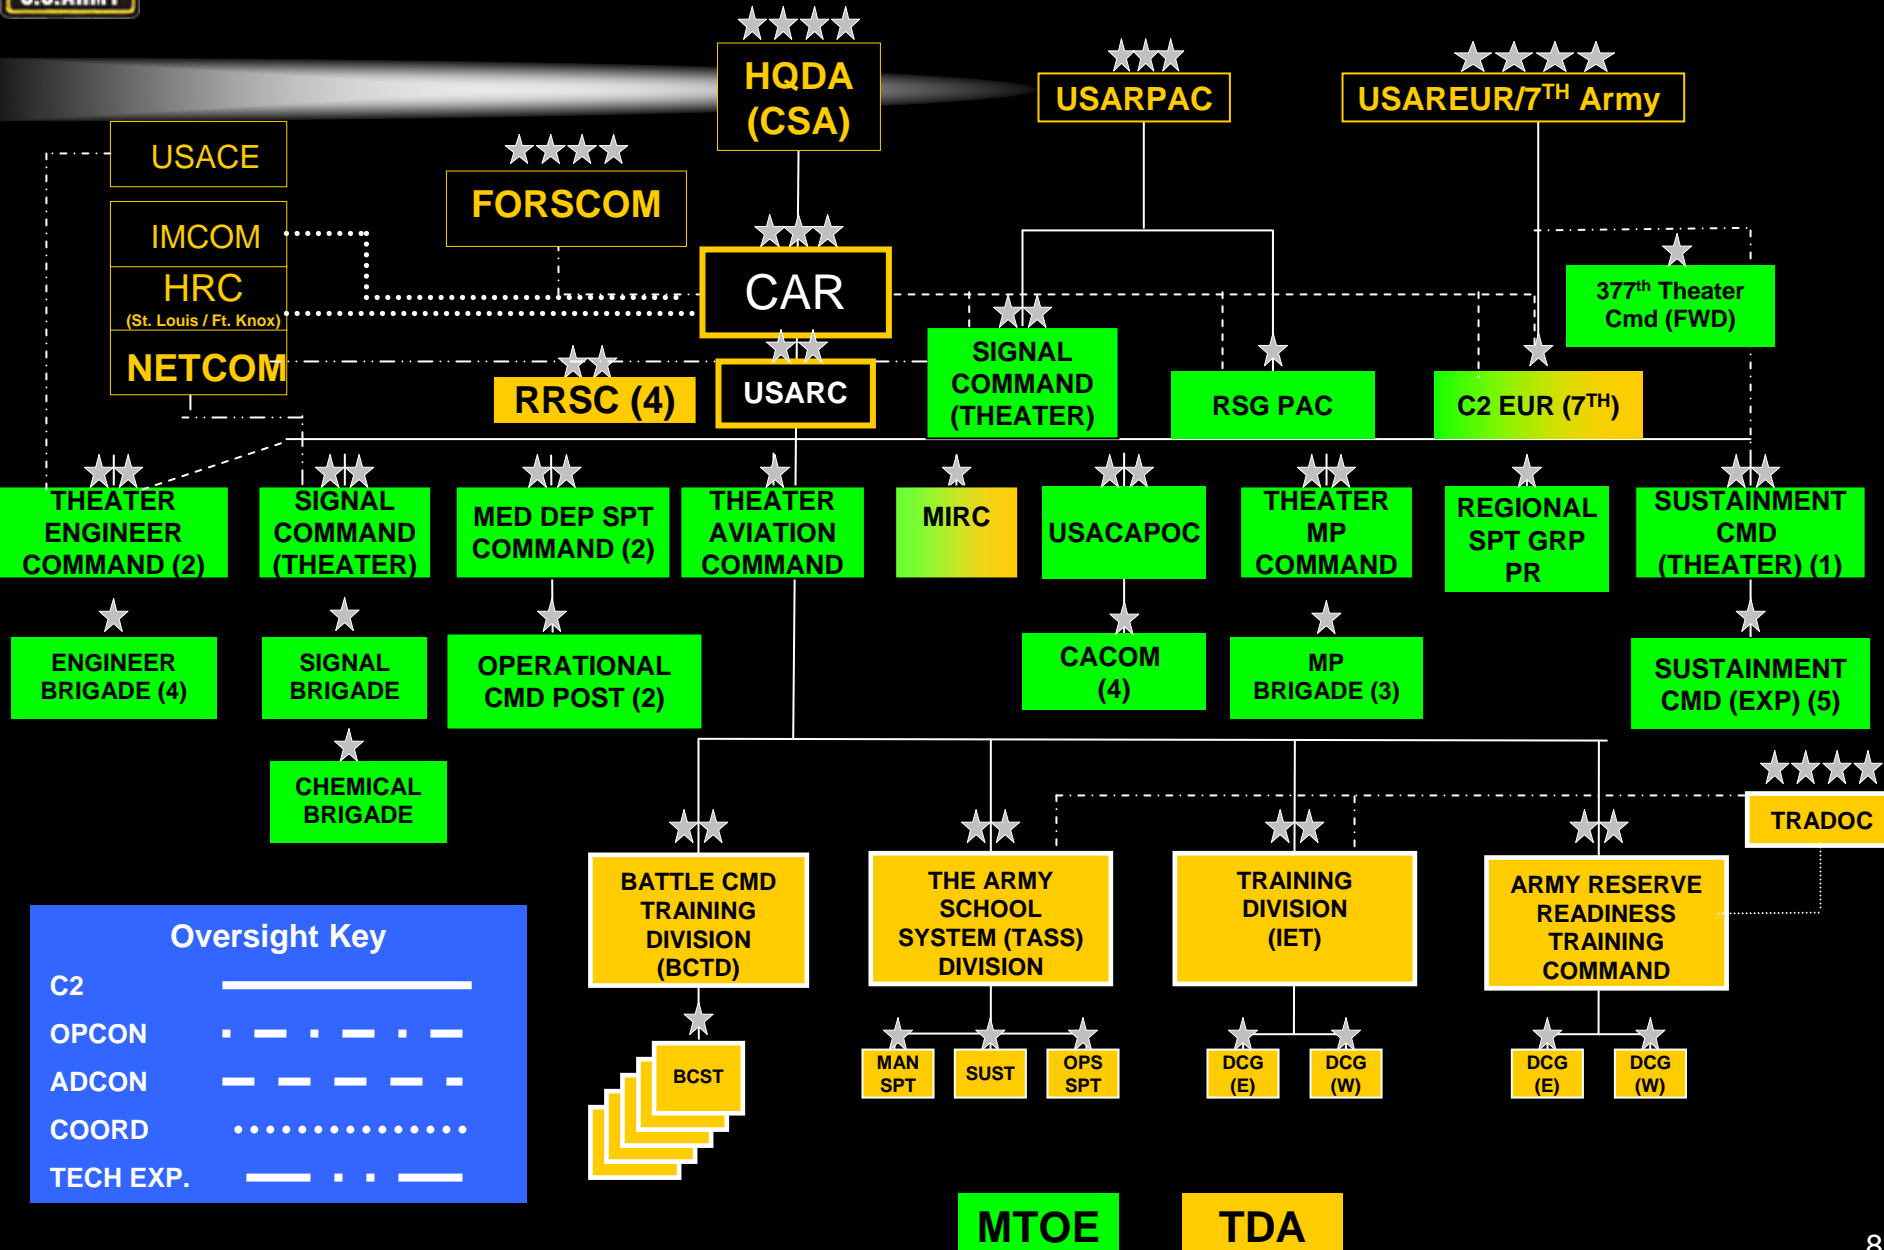 U.S.ARMY
HQDA
(CSA)
USARPAC
USAREUR/7TH Army
USACE
FORSCOM
IMCOM
HRC
(St. Louis / Ft. Knox)
NETCOM
CAR
377th Theater
Cmd (FWD)
RRSC (4)
USARC
SIGNAL
COMMAND
(THEATER)
RSG PAC
C2 EUR (7TH)
THEATER
ENGINEER
COMMAND (2)
SIGNAL
COMMAND
(THEATER)
MED DEP SPT
COMMAND (2)
THEATER
AVIATION
COMMAND
MIRC
USACAPOC
THEATER
MP
COMMAND
REGIONAL
SPT GRP
PR
SUSTAINMENT
CMD
(THEATER) (1)
ENGINEER
BRIGADE (4)
SIGNAL
BRIGADE
OPERATIONAL
CMD POST (2)
CACOM
(4)
MP
BRIGADE (3)
SUSTAINMENT
CMD (EXP) (5)
CHEMICAL
BRIGADE
TRADOC
BATTLE CMD
TRAINING
DIVISION
(BCTD)
THE ARMY
SCHOOL
SYSTEM (TASS)
DIVISION
TRAINING
DIVISION
(IET)
ARMY RESERVE
READINESS
TRAINING
COMMAND
BCST
MAN
SPT
SUST
OPS
SPT
DCG
(E)
DCG
(W)
DCG
(E)
DCG
(W)
Oversight Key
C2
OPCON
ADCON
COORD
TECH EXP.
MTOE
TDA
8